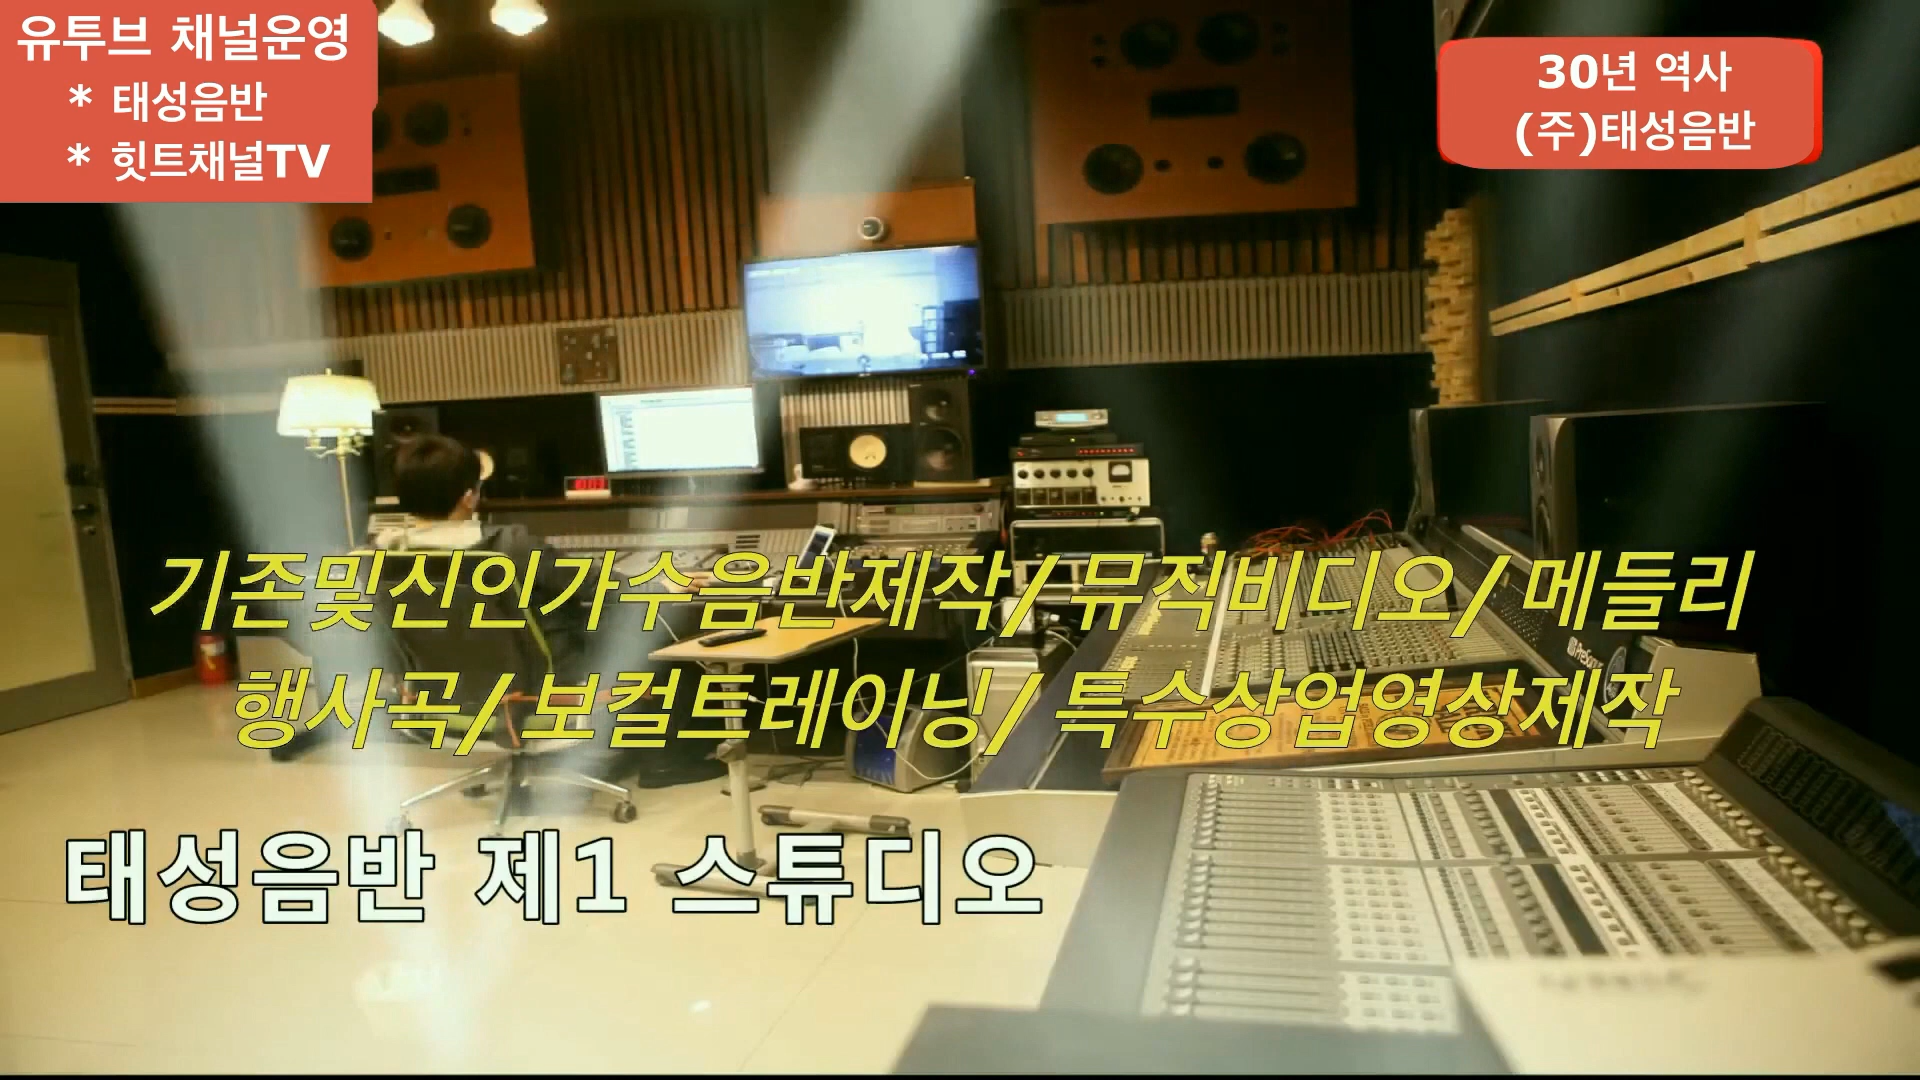 유투브 채널운영
* 태성음반
* 힛트채널TV
30년 역사
(주)태성음반
기존및신인가수음반제작/뮤직비디오/메들리
행사곡/보컬트레이닝/특수상업영상제작
태성음반 제1 스튜디오